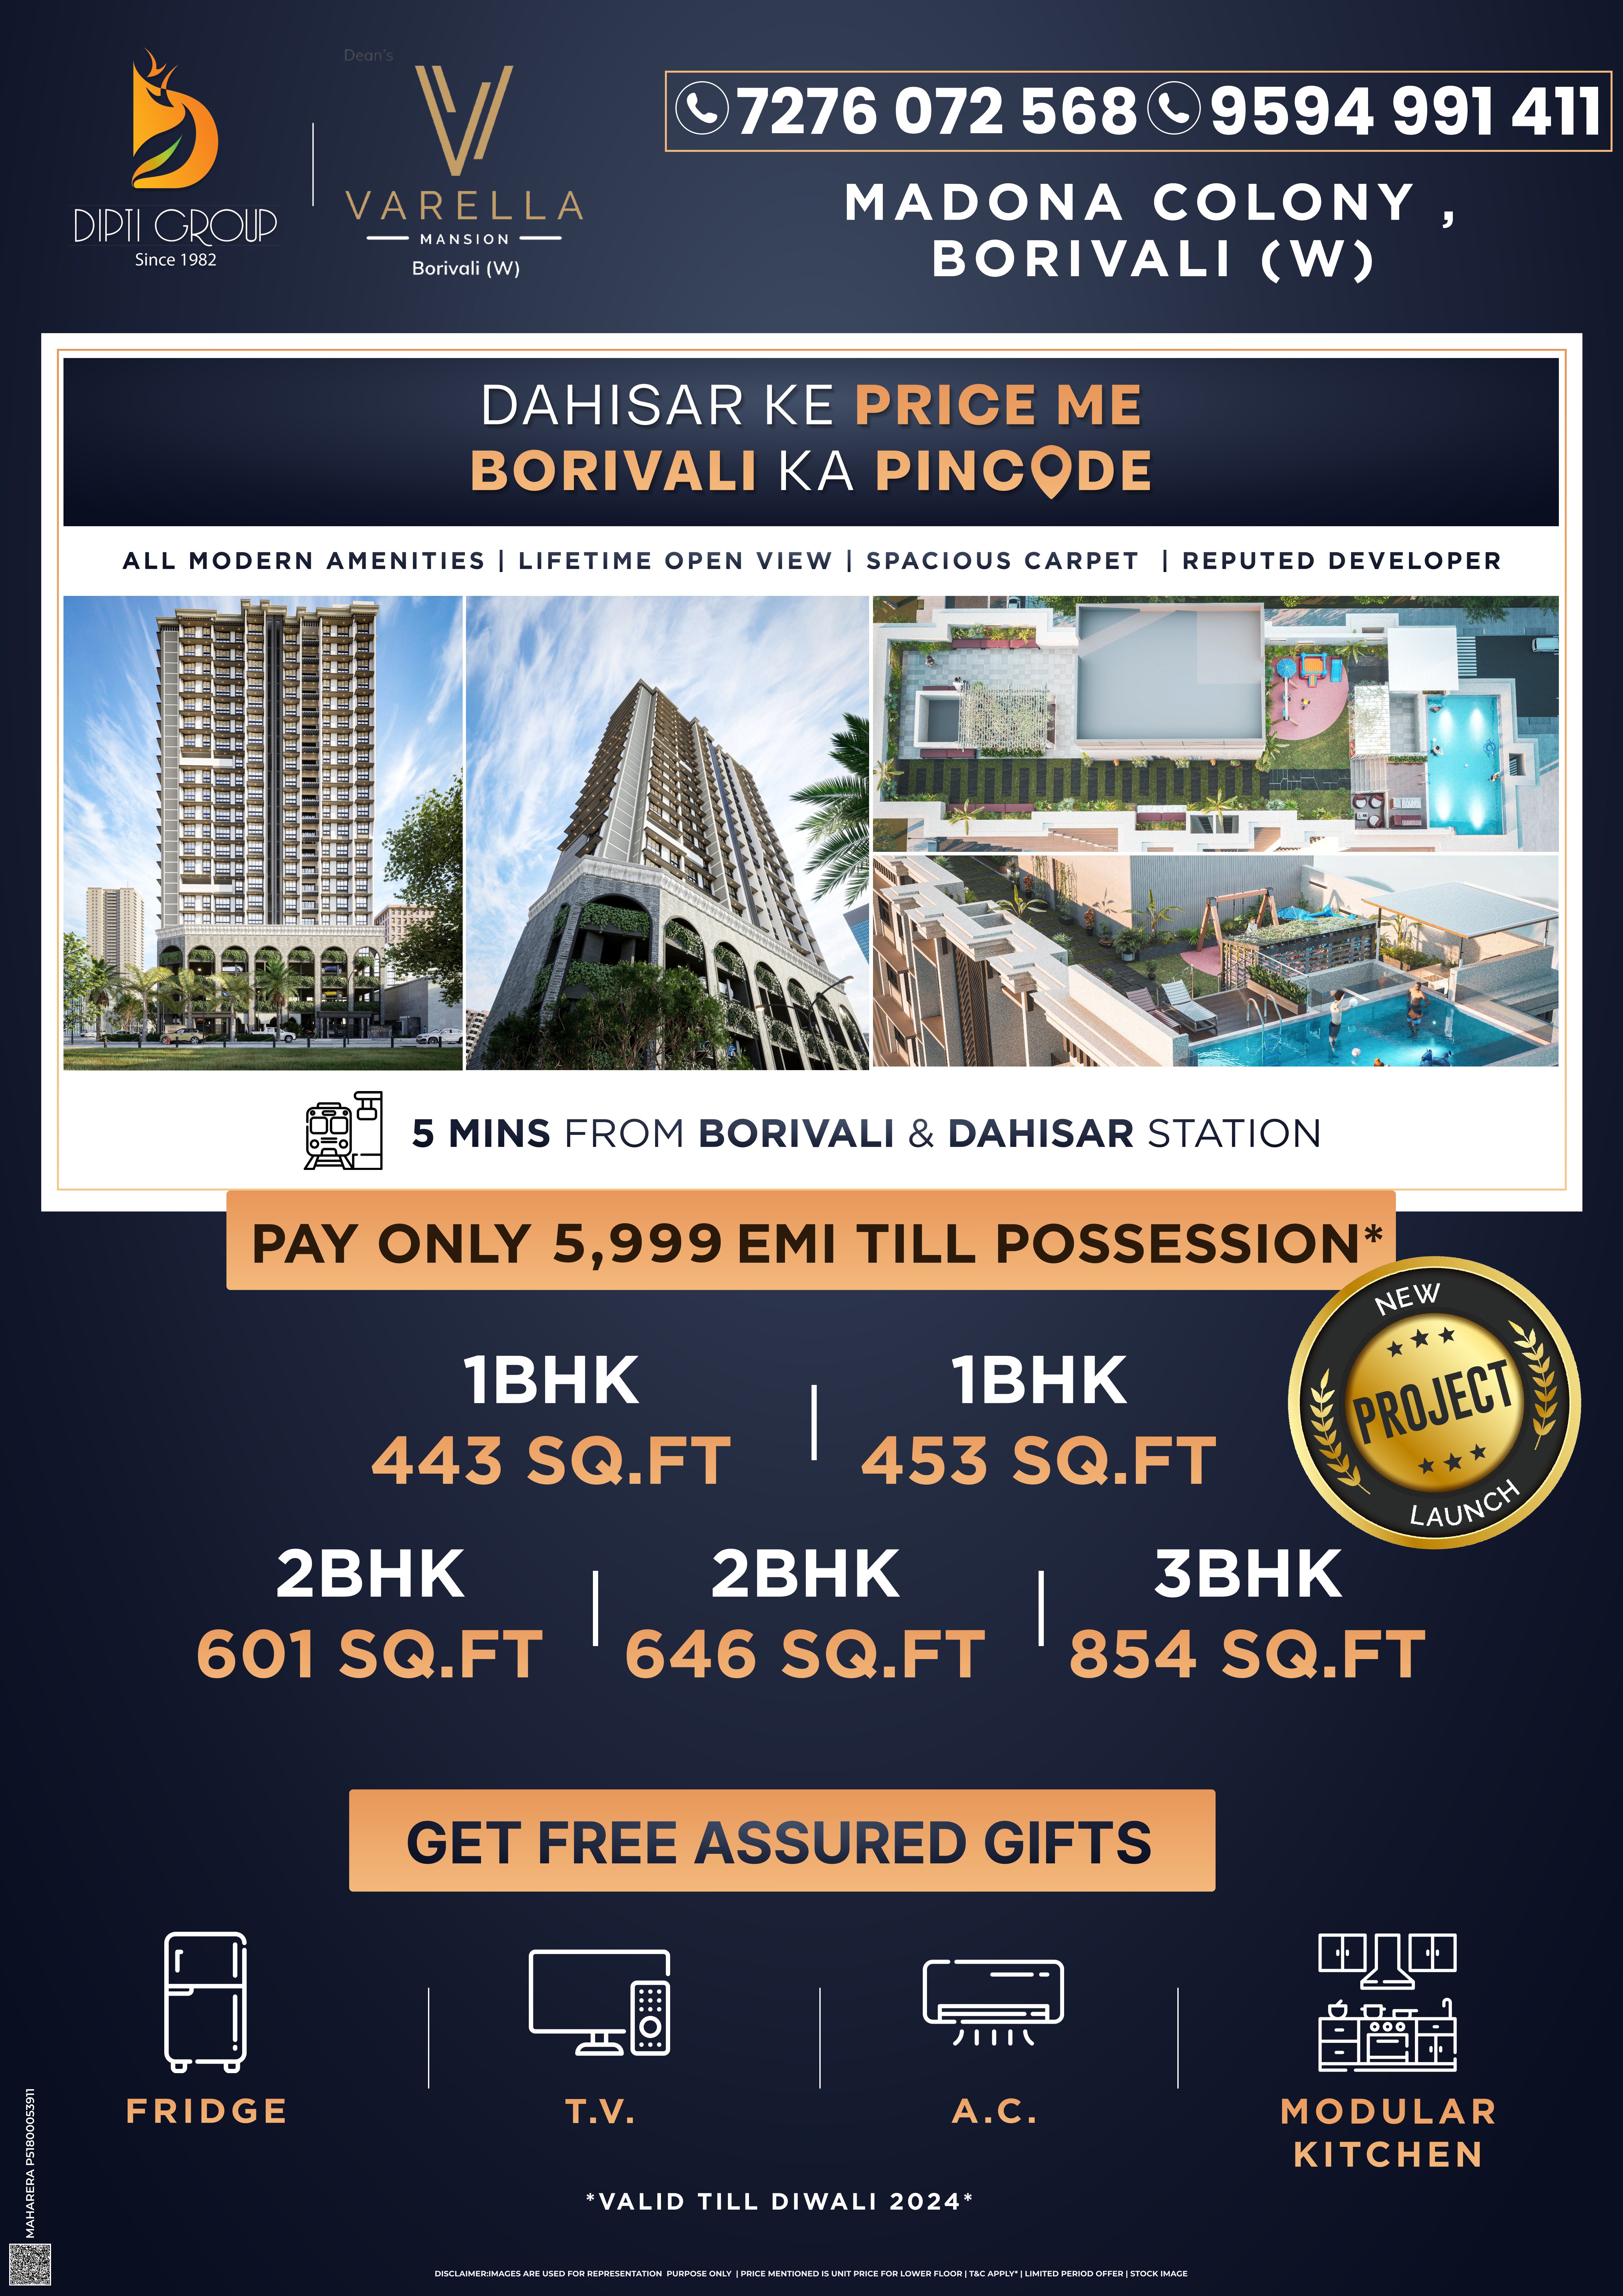 DIPTI GROUP
Since 1982
Dean's
VARELLA
MANSION
Borivali (W)
7276 072 568 9594 991 411
MADONA COLONY ,
BORIVALI (W)
DAHISAR KE PRICE ME
BORIVALI KA PINCODE
ALL MODERN AMENITIES | LIFETIME OPEN VIEW | SPACIOUS CARPET | REPUTED DEVELOPER
5 MINS FROM BORIVALI & DAHISAR STATION
PAY ONLY 5,999 EMI TILL POSSESSION*
NEW
PROJECT
LAUNCH
1BHK | 1BHK
443 SQ.FT 453 SQ.FT
2BHK | 2BHK | 3BHK
601 SQ.FT 646 SQ.FT 854 SQ.FT
GET FREE ASSURED GIFTS
FRIDGE T.V. A.C. MODULAR
KITCHEN
*VALID TILL DIWALI 2024*
MAHARERA P51800053911
DISCLAIMER:IMAGES ARE USED FOR REPRESENTATION PURPOSE ONLY | PRICE MENTIONED IS UNIT PRICE FOR LOWER FLOOR | T&C APPLY* | LIMITED PERIOD OFFER | STOCK IMAGE